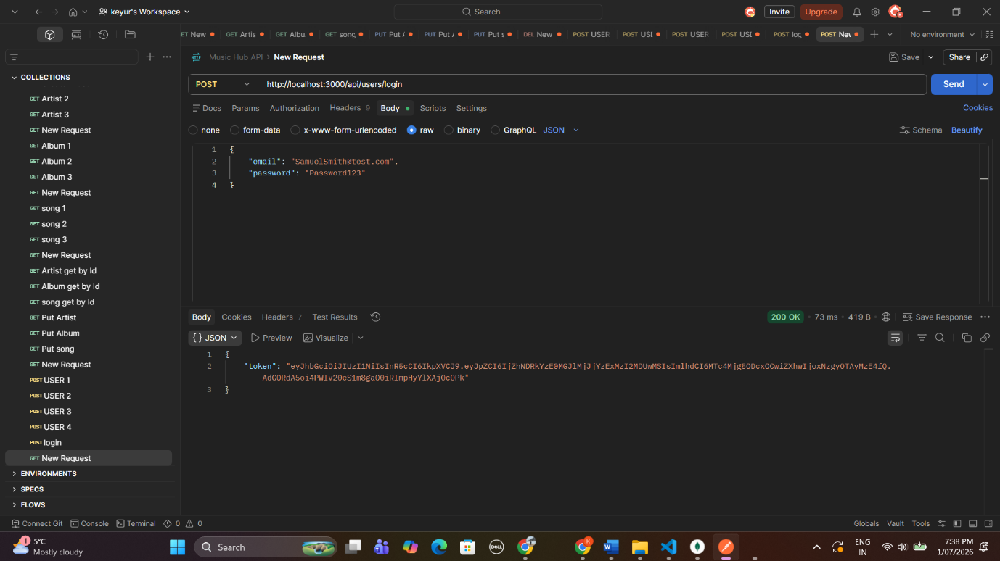 keyur's Workspace
Search
Invite
Upgrade
GET New
GET Artis
GET Albu
GET song
PUT Put A
PUT Put A
PUT Put s
DEL New
POST USER
POST USE
POST USER
POST USE
POST log
POST New
No environment
Music Hub API > New Request
Save
Share
POST
http://localhost:3000/api/users/login
Send
Docs
Params
Authorization
Headers 9
Body
Scripts
Settings
Cookies
none
form-data
x-www-form-urlencoded
raw
binary
GraphQL
JSON
Schema
Beautify
1 {
2 "email": "SamuelSmith@test.com",
3 "password": "Password123"
4 }
COLLECTIONS
GET Artist 2
GET Artist 3
GET New Request
GET Album 1
GET Album 2
GET Album 3
GET New Request
GET song 1
GET song 2
GET song 3
GET New Request
GET Artist get by Id
GET Album get by Id
GET song get by Id
GET Put Artist
GET Put Album
GET Put song
GET New Request
POST USER 1
POST USER 2
POST USER 3
POST USER 4
POST login
GET New Request
ENVIRONMENTS
SPECS
FLOWS
Body
Cookies
Headers 7
Test Results
200 OK
73 ms
419 B
Save Response
{} JSON
Preview
Visualize
1 {
2 "token": "eyJhbGciOiJIUzI1NiIsInR5cCI6IkpXVCJ9.eyJpZCI6IjZhNDRkYzE0MGJlMjJjYzExMzI2MDUwMSIsImlhdCI6MTc4Mjg5ODcxOCwiZXhwIjoxNzgyOTAyMzE4fQ.
AdGQRdA5oi4PWIv20eS1m8gaO0iRImpHyYlXAjOcOPk"
3 }
Connect Git
Console
Terminal
0
0
Globals
Vault
Tools
1
5°C
Mostly cloudy
Search
DELL
ENG
IN
7:38 PM
1/07/2026